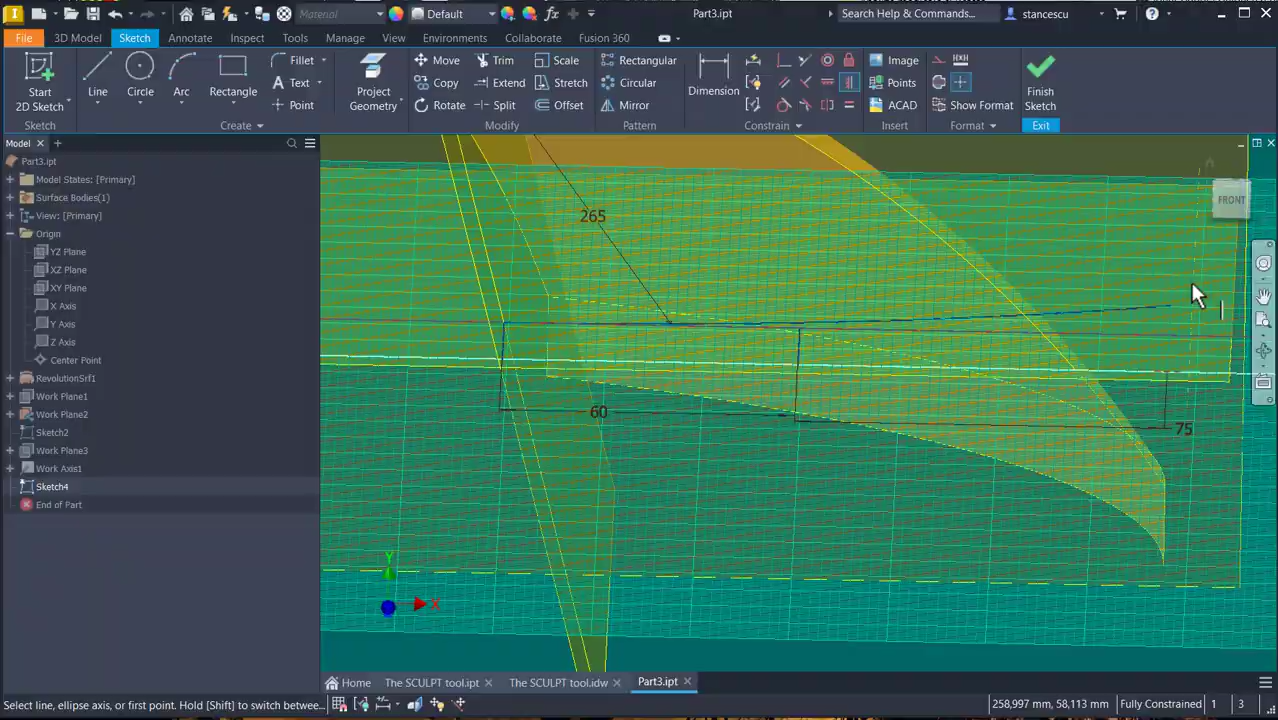 Material
Default
Part3.ipt
Search Help & Commands...
stancescu
File
3D Model
Sketch
Annotate
Inspect
Tools
Manage
View
Environments
Collaborate
Fusion 360
Start
2D Sketch
Line
Circle
Arc
Rectangle
Fillet
Text
Point
Project
Geometry
Move
Trim
Scale
Copy
Extend
Stretch
Rotate
Split
Offset
Rectangular
Circular
Mirror
Dimension
Image
Points
ACAD
Show Format
Finish
Sketch
Sketch
Create
Modify
Pattern
Constrain
Insert
Format
Exit
Model
Part3.ipt
Model States: [Primary]
Surface Bodies(1)
View: [Primary]
Origin
YZ Plane
XZ Plane
XY Plane
X Axis
Y Axis
Z Axis
Center Point
RevolutionSrf1
Work Plane1
Work Plane2
Sketch2
Work Plane3
Work Axis1
Sketch4
End of Part
265
60
75
FRONT
Y
X
Home
The SCULPT tool.ipt
The SCULPT tool.idw
Part3.ipt
Select line, ellipse axis, or first point. Hold [Shift] to switch betwee...
258,997 mm, 58,113 mm
Fully Constrained
1
3